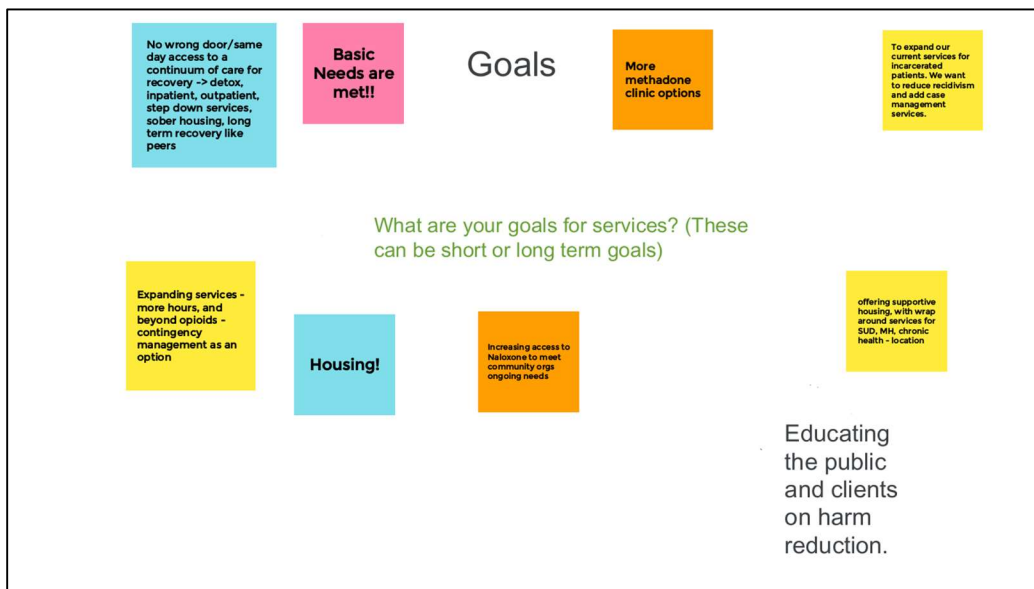 No wrong door/same
day access to a
continuum of care for
recovery -> detox,
inpatient, outpatient,
step down services,
sober housing, long
term recovery like
peers
Basic
Needs are
met!!
Goals
More
methadone
clinic options
To expand our
current services for
incarcerated
patients. We want
to reduce recidivism
and add case
management
services.
What are your goals for services? (These
can be short or long term goals)
Expanding services -
more hours, and
beyond opioids -
contingency
management as an
option
Housing!
Increasing access to
Naloxone to meet
community orgs
ongoing needs
offering supportive
housing, with wrap
around services for
SUD, MH, chronic
health - location
Educating
the public
and clients
on harm
reduction.